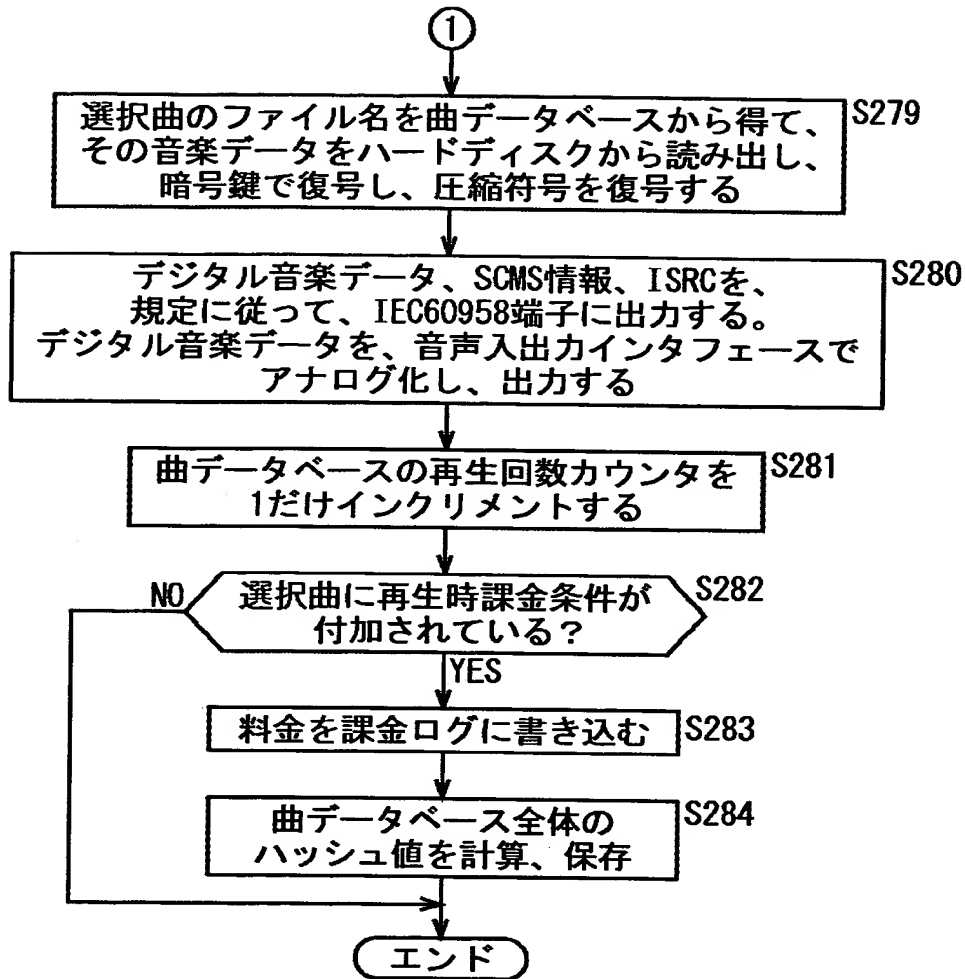 1
選択曲のファイル名を曲データベースから得て、
S279
その音楽データをハードディスクから読み出し、
暗号鍵で復号し、圧縮符号を復号する
デジタル音楽データ、SCMS情報、ISRCを、
S280
規定に従って、IEC60958端子に出力する。
デジタル音楽データを、音声入出力インタフェースで
アナログ化し、出力する
曲データベースの再生回数カウンタを
S281
1だけインクリメントする
NO
選択曲に再生時課金条件が
S282
付加されている？
YES
料金を課金ログに書き込む
S283
曲データベース全体の
S284
ハッシュ値を計算、保存
エンド